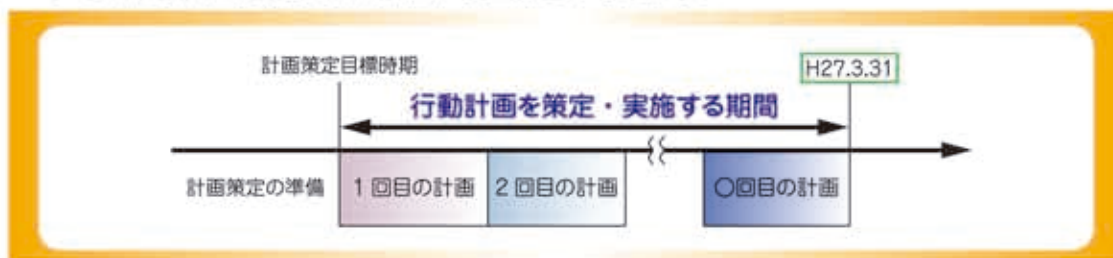 計画策定目標時期
H27.3.31
行動計画を策定・実施する期間
計画策定の準備
1回目の計画
2回目の計画
〇回目の計画